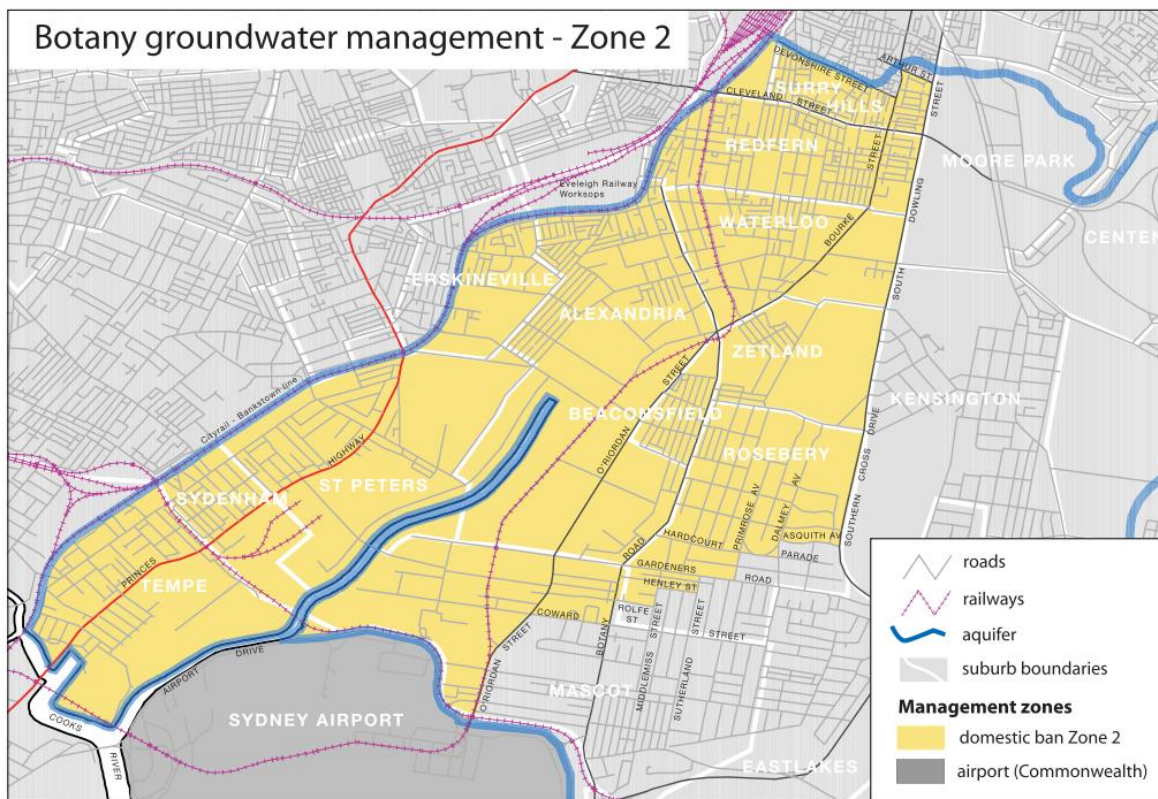 Botany groundwater management - Zone 2
DEVONSHIRE STREET
ARTHUR ST
SURRY
HILLS
CLEVELAND STREET
STREET
REDFERN
MOORE PARK
Eveleigh Railway
Worksops
WATERLOO
BOURKE
STREET
DOWLING
SOUTH
CENTEN
ERSKINEVILLE
ALEXANDRIA
ZETLAND
STREET
O'RIORDAN
BEACONSFIELD
KENSINGTON
Cityrail - Bankstown line
HIGHWAY
PRINCES
ROSEBERY
SYDENHAM
ST PETERS
PRIMROSE AV
DALMEY AV
SOUTHERN CROSS DRIVE
ASQUITH AV
HARDCOURT
PARADE
ROAD
BOTANY
GARDENERS
ROAD
HENLEY ST
TEMPE
COWARD
STREET
ROLFE
ST
MIDDLEMISS
STREET
SUTHERLAND
STREET
O'RIORDAN
STREET
MASCOT
AIRPORT
DRIVE
SYDNEY AIRPORT
COOKS
RIVER
EASTLAKES
roads
railways
aquifer
suburb boundaries
Management zones
domestic ban Zone 2
airport (Commonwealth)